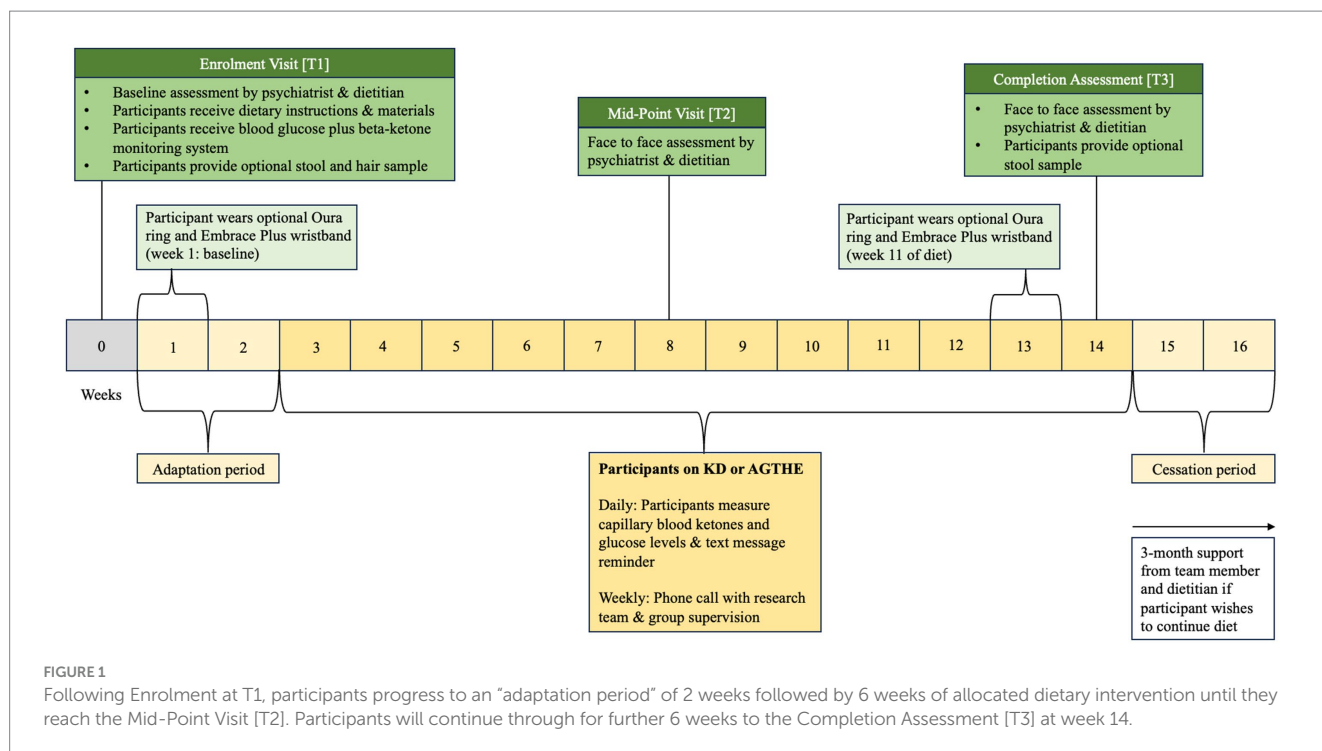 Enrolment Visit [T1]
• Baseline assessment by psychiatrist & dietitian
• Participants receive dietary instructions & materials
• Participants receive blood glucose plus beta-ketone
monitoring system
• Participants provide optional stool and hair sample
Mid-Point Visit [T2]
Face to face assessment by
psychiatrist & dietitian
Completion Assessment [T3]
• Face to face assessment by
psychiatrist & dietitian
• Participants provide optional
stool sample
Participant wears optional Oura
ring and Embrace Plus wristband
(week 1: baseline)
Participant wears optional Oura
ring and Embrace Plus wristband
(week 11 of diet)
0 1 2 3 4 5 6 7 8 9 10 11 12 13 14 15 16
Weeks
Adaptation period
Participants on KD or AGTHE
Daily: Participants measure
capillary blood ketones and
glucose levels & text message
reminder
Weekly: Phone call with research
team & group supervision
Cessation period
3-month support
from team member
and dietitian if
participant wishes
to continue diet
FIGURE 1
Following Enrolment at T1, participants progress to an “adaptation period” of 2 weeks followed by 6 weeks of allocated dietary intervention until they
reach the Mid-Point Visit [T2]. Participants will continue through for further 6 weeks to the Completion Assessment [T3] at week 14.